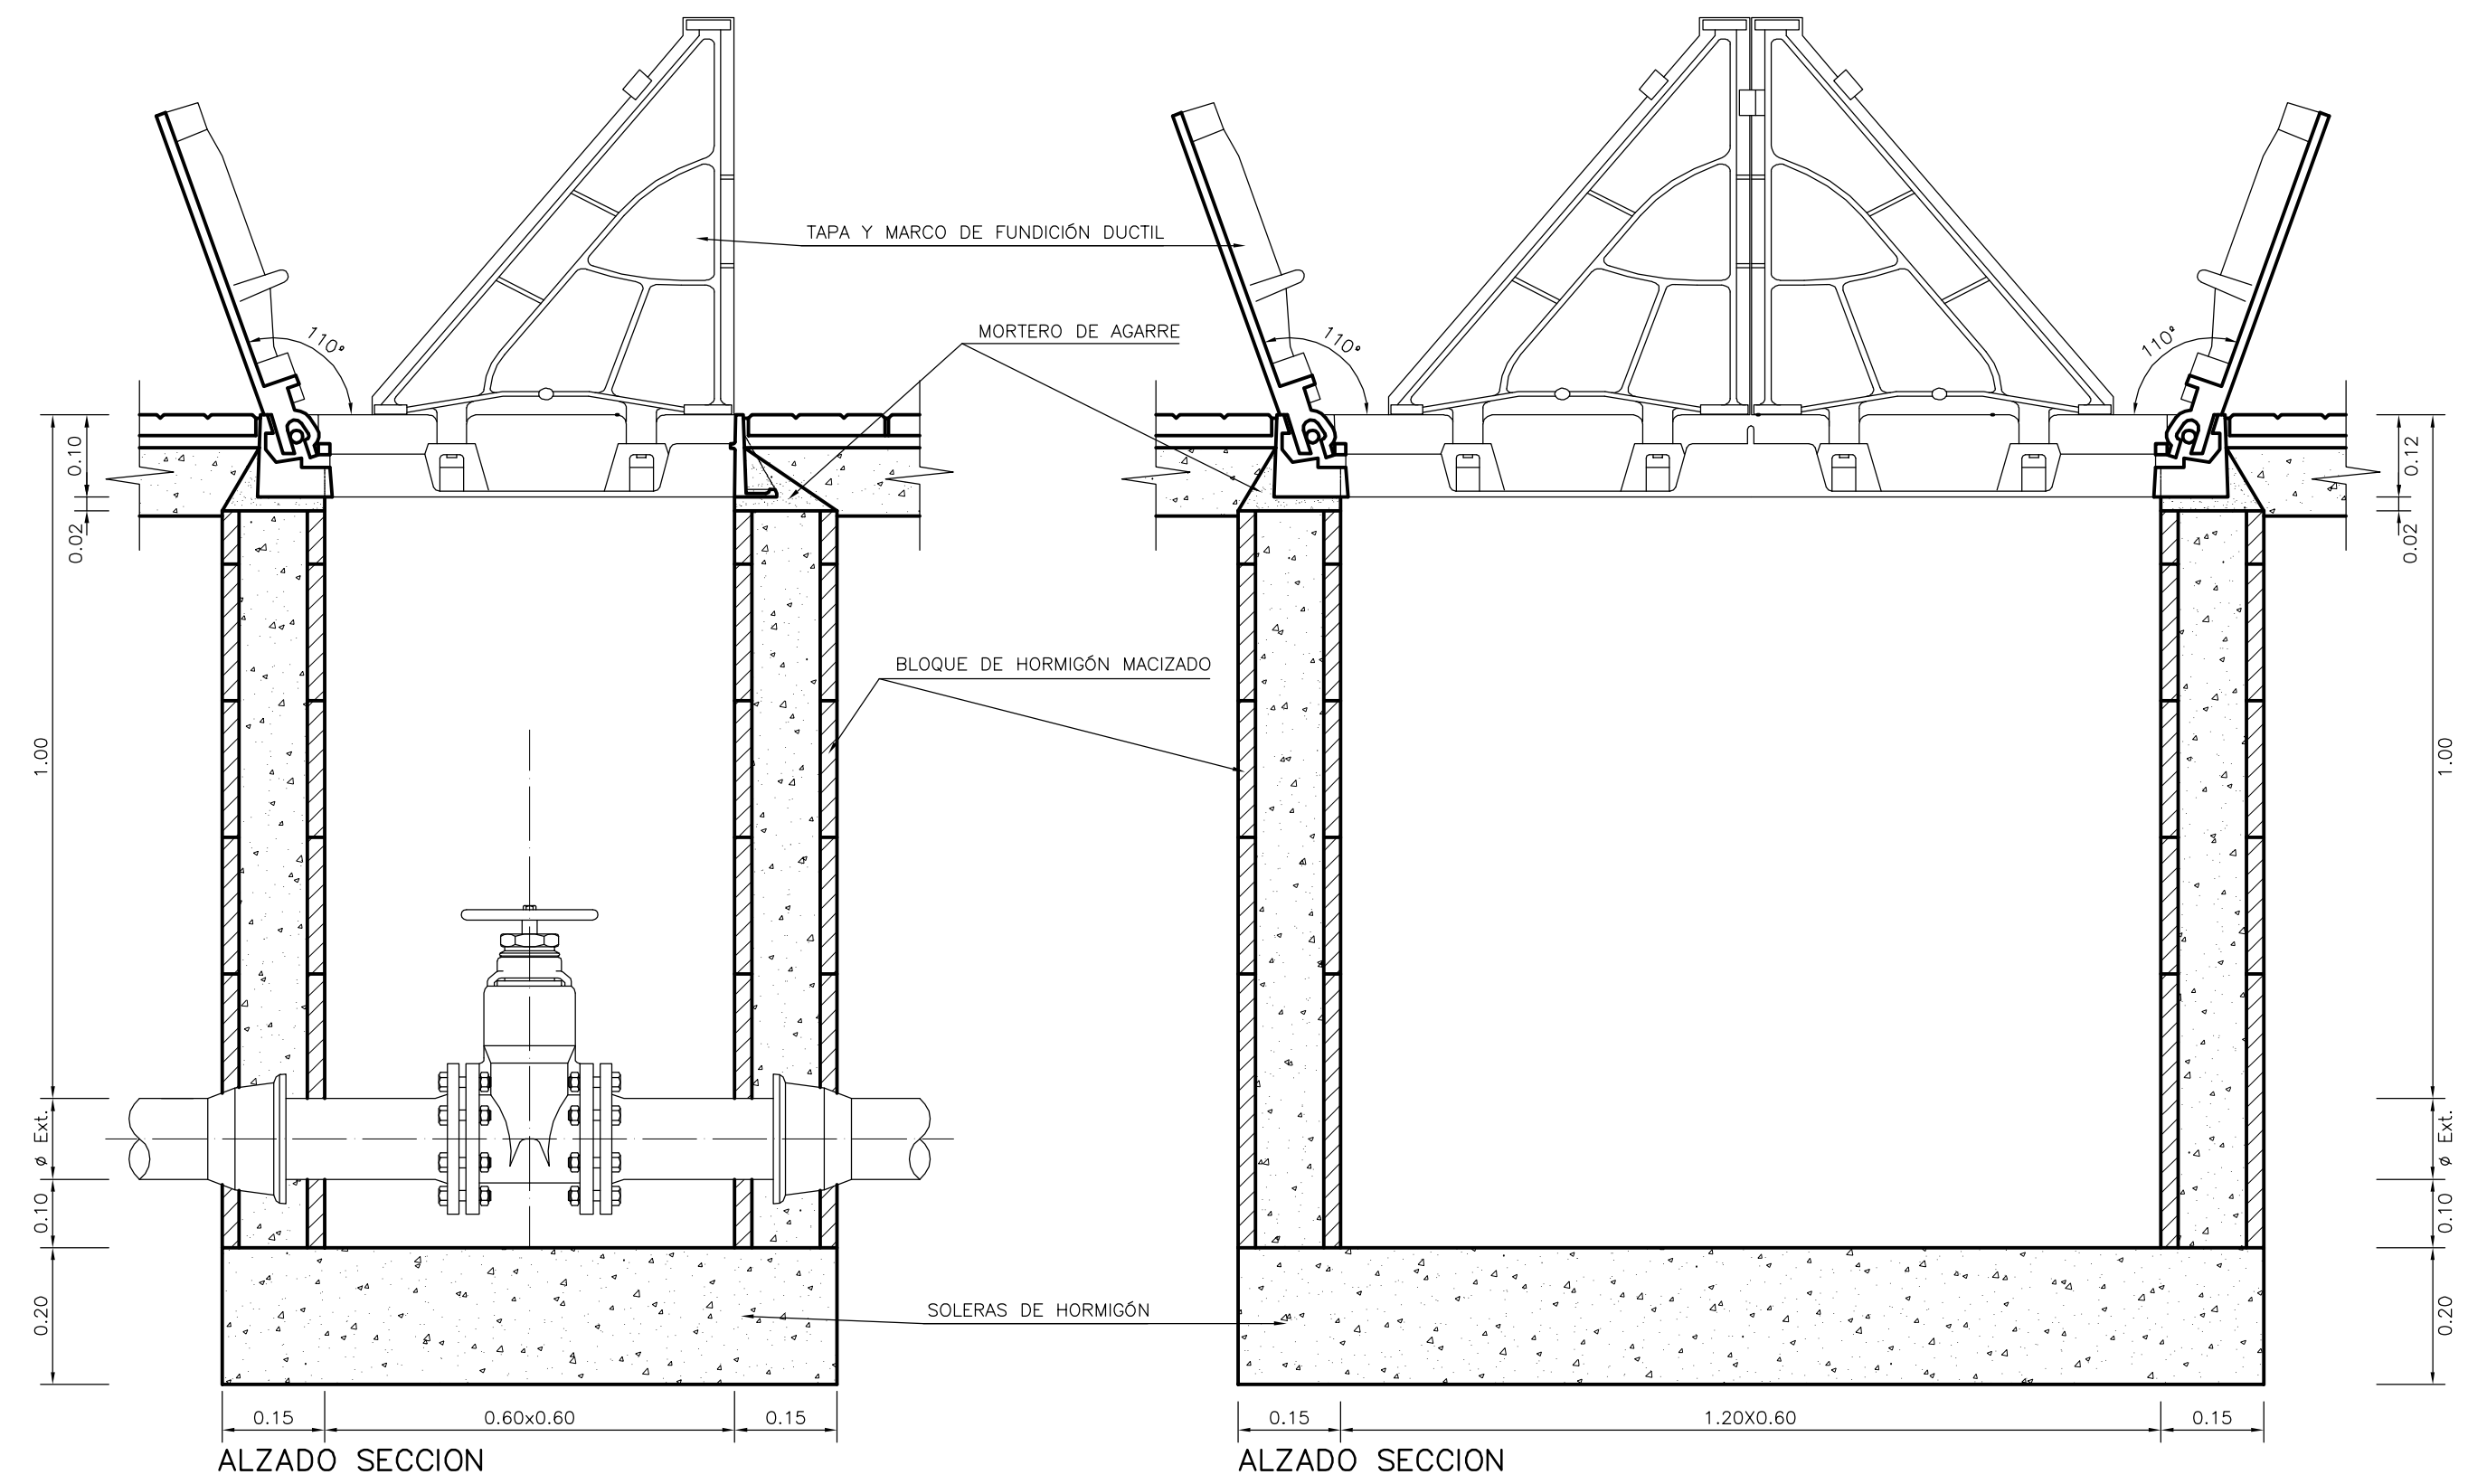 TAPA Y MARCO DE FUNDICIÓN DUCTIL
MORTERO DE AGARRE
110°
110°
110°
0.10
0.02
0.12
0.02
BLOQUE DE HORMIGÓN MACIZADO
1.00
1.00
ø Ext.
ø Ext.
0.10
0.10
0.20
0.20
SOLERAS DE HORMIGÓN
0.15
0.60x0.60
0.15
0.15
1.20X0.60
0.15
ALZADO SECCION
ALZADO SECCION